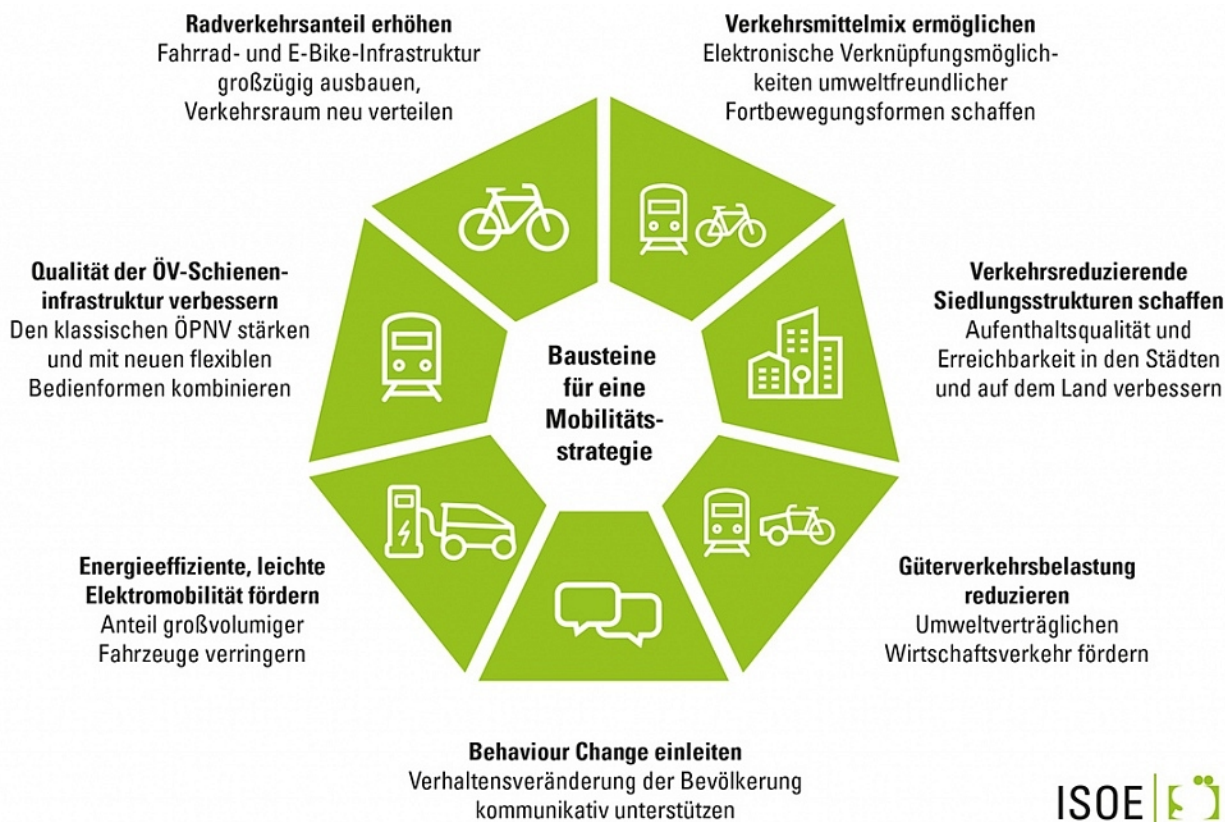 Radverkehrsanteil erhöhen
Fahrrad- und E-Bike-Infrastruktur
großzügig ausbauen,
Verkehrsraum neu verteilen
Verkehrsmittelmix ermöglichen
Elektronische Verknüpfungsmöglich-
keiten umweltfreundlicher
Fortbewegungsformen schaffen
Qualität der ÖV-Schienen-
infrastruktur verbessern
Den klassischen ÖPNV stärken
und mit neuen flexiblen
Bedienformen kombinieren
Bausteine
für eine
Mobilitäts-
strategie
Verkehrsreduzierende
Siedlungsstrukturen schaffen
Aufenthaltsqualität und
Erreichbarkeit in den Städten
und auf dem Land verbessern
Energieeffiziente, leichte
Elektromobilität fördern
Anteil großvolumiger
Fahrzeuge verringern
Güterverkehrsbelastung
reduzieren
Umweltverträglichen
Wirtschaftsverkehr fördern
Behaviour Change einleiten
Verhaltensveränderung der Bevölkerung
kommunikativ unterstützen
ISOE